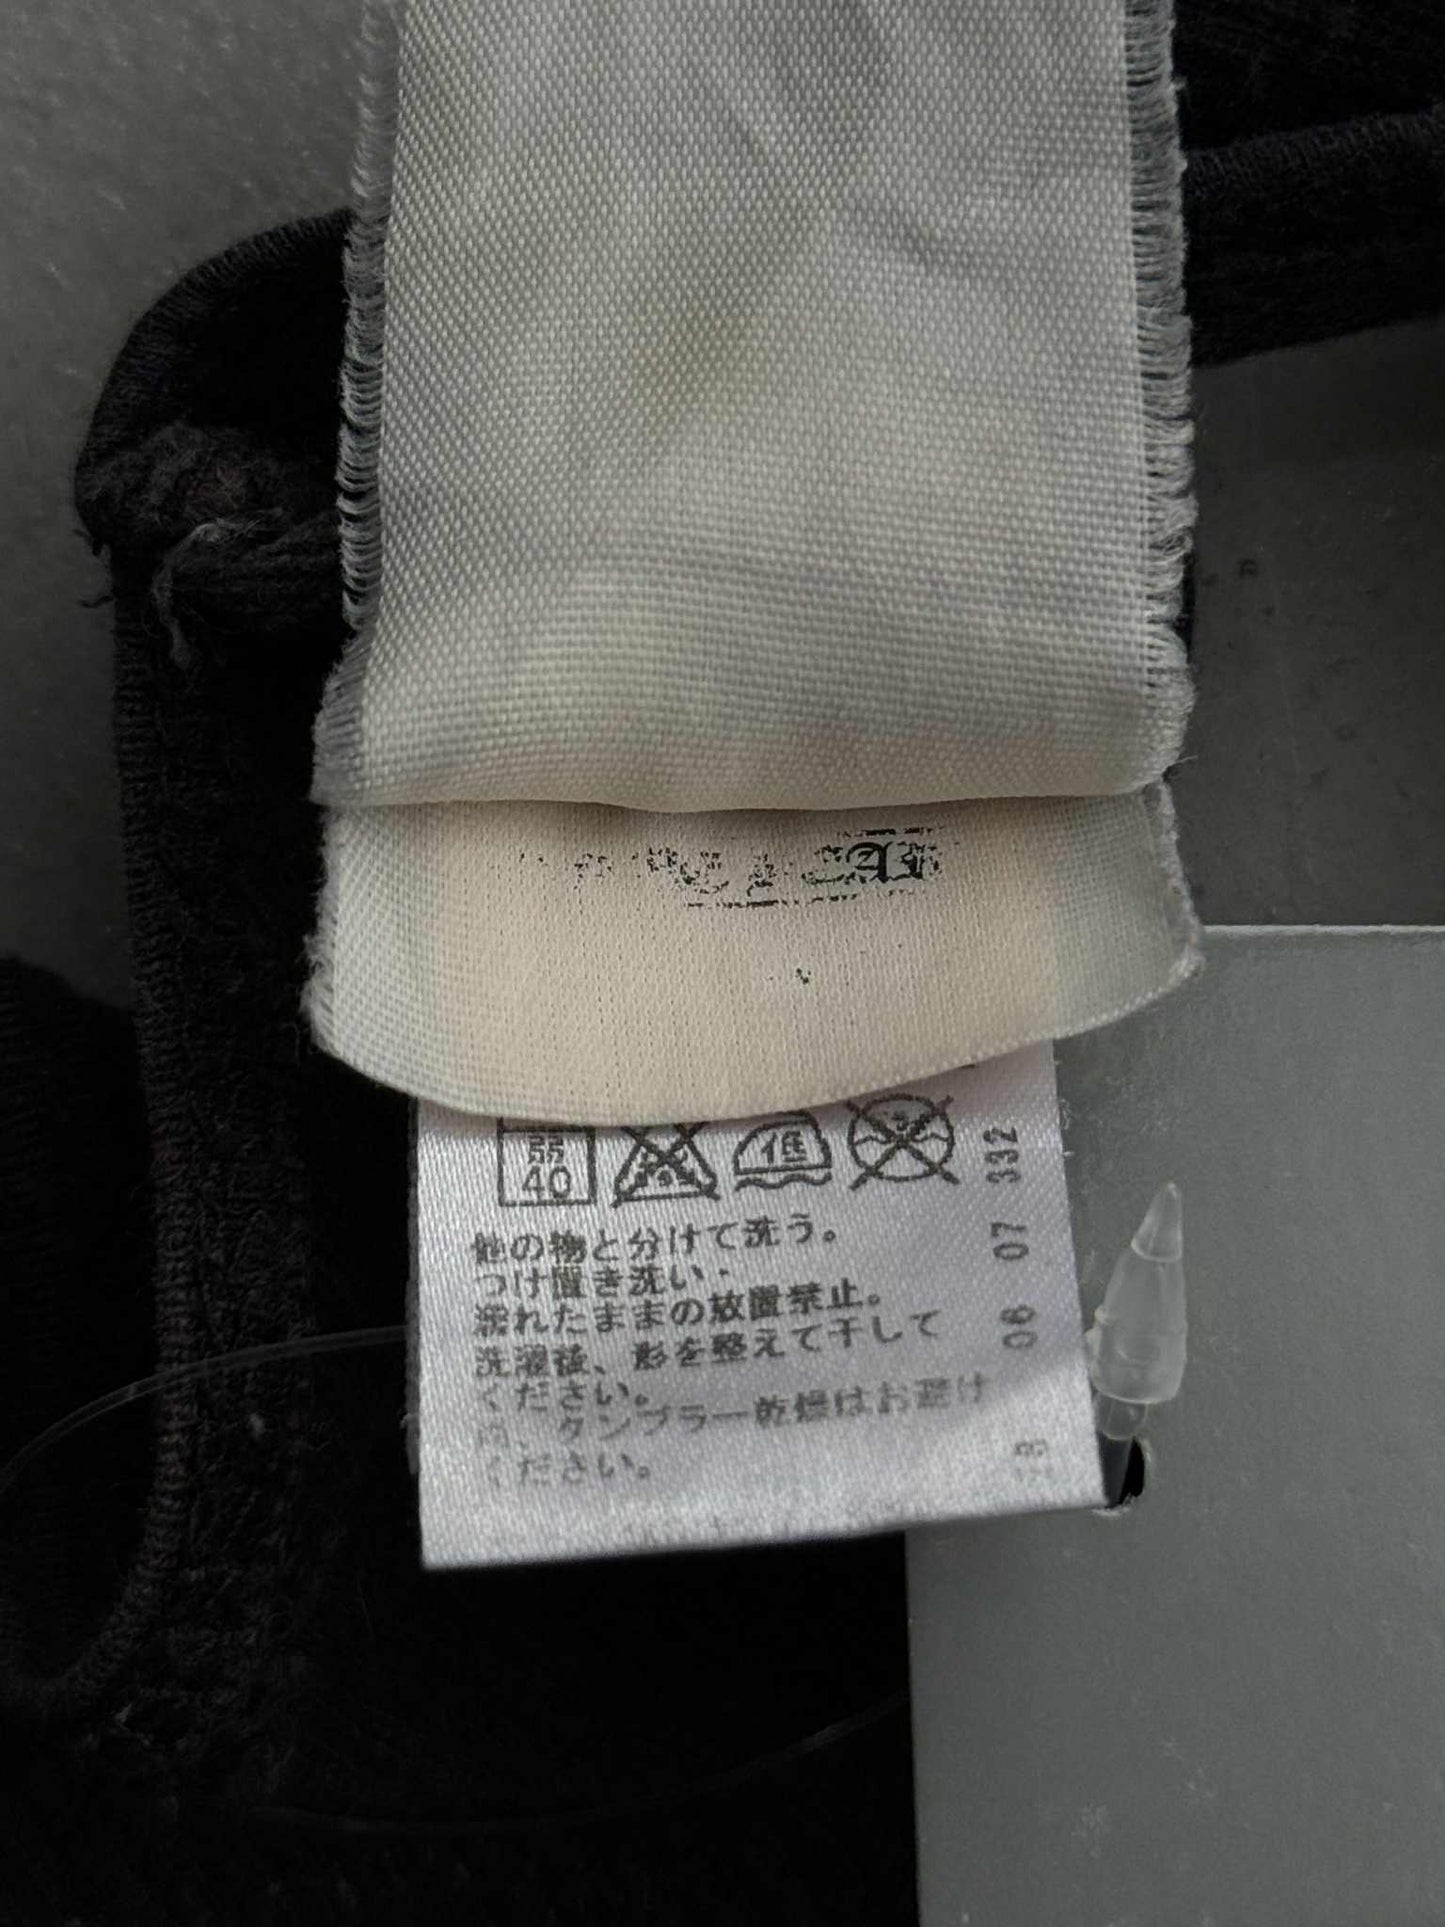 弱
40
低
他の物と分けて洗う。
つけ置き洗い・
濡れたままの放置禁止。
洗濯後、形を整えて干して
ください。
尚、タンブラー乾燥はお避け
ください。
332
07
06